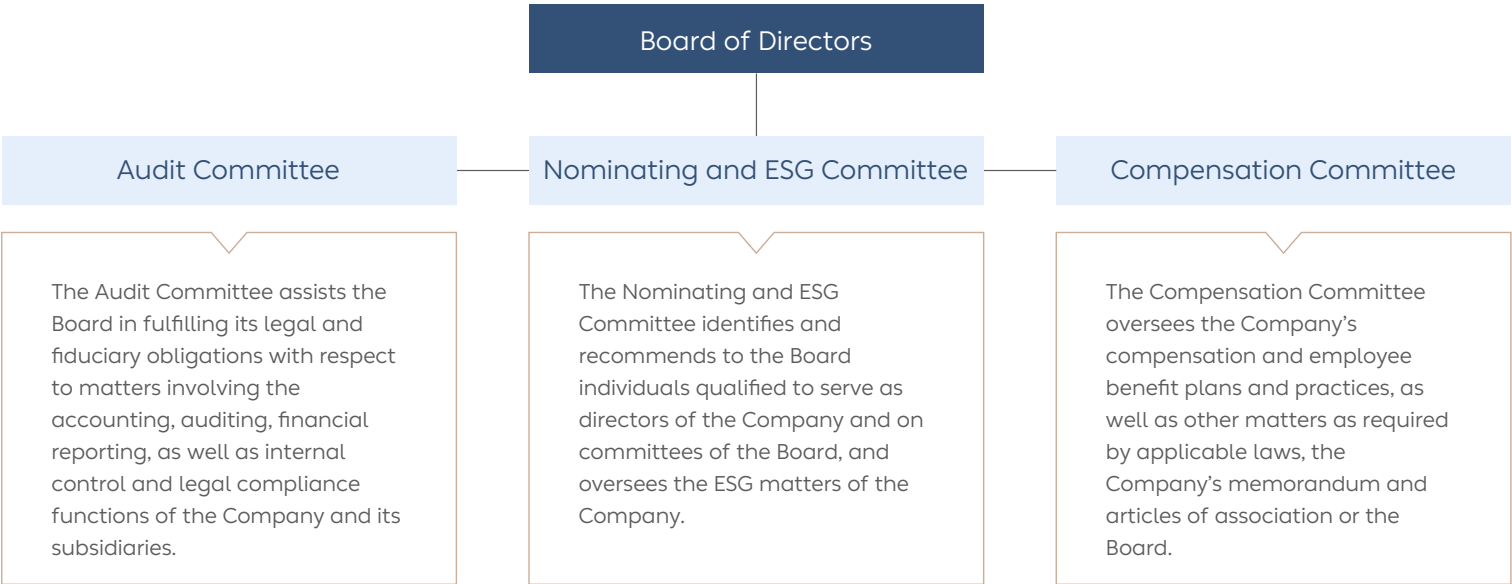 Board of Directors
Audit Committee
Nominating and ESG Committee
Compensation Committee
The Audit Committee assists the
Board in fulfilling its legal and
fiduciary obligations with respect
to matters involving the
accounting, auditing, financial
reporting, as well as internal
control and legal compliance
functions of the Company and its
subsidiaries.
The Nominating and ESG
Committee identifies and
recommends to the Board
individuals qualified to serve as
directors of the Company and on
committees of the Board, and
oversees the ESG matters of the
Company.
The Compensation Committee
oversees the Company’s
compensation and employee
benefit plans and practices, as
well as other matters as required
by applicable laws, the
Company’s memorandum and
articles of association or the
Board.